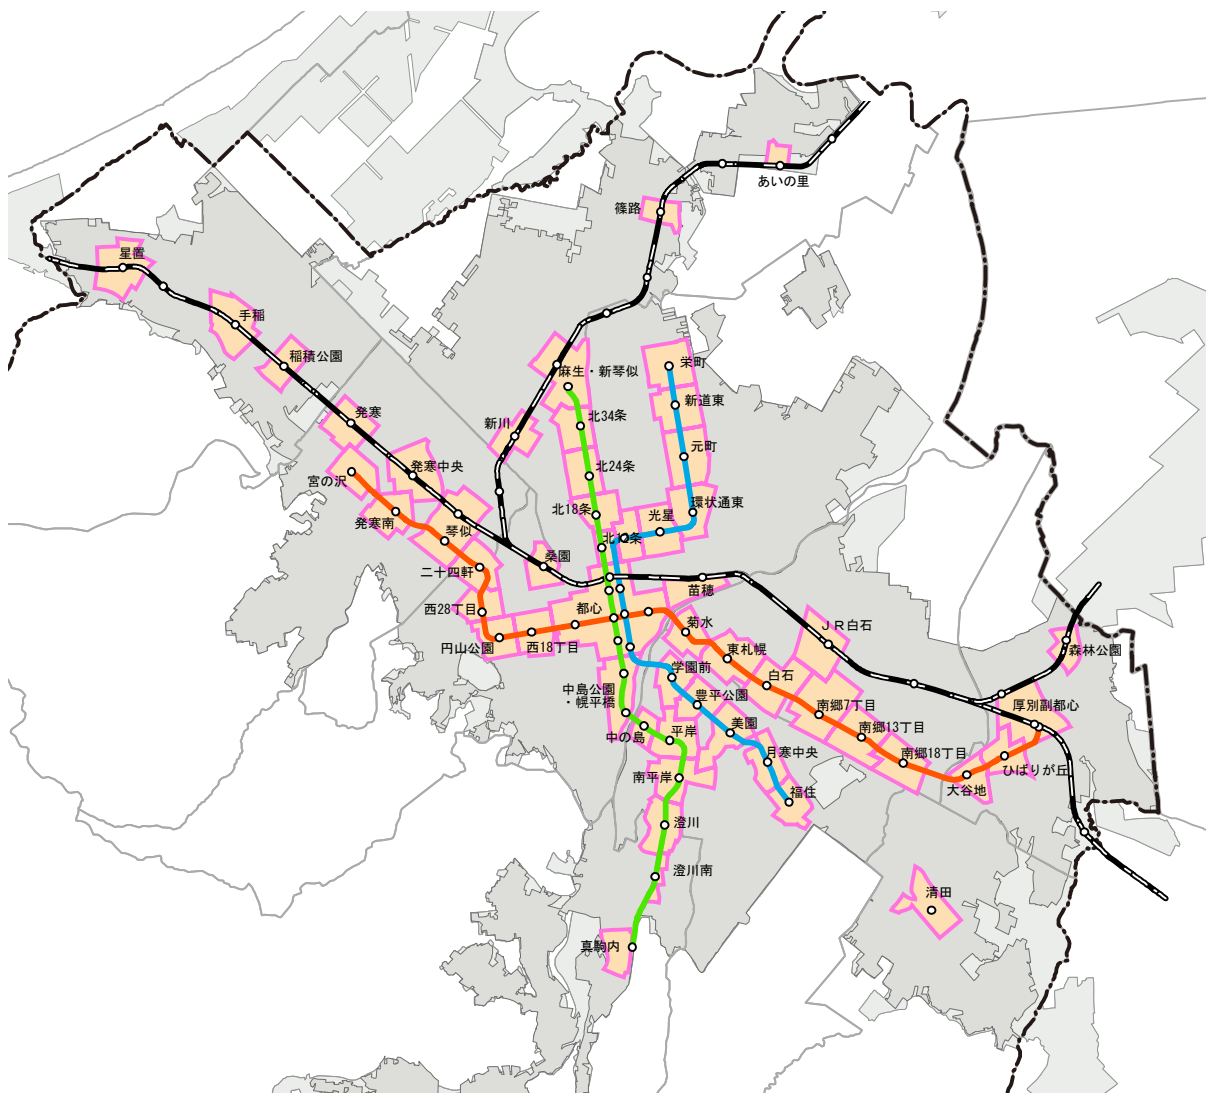 あいの里
篠路
星置
手稲
稲積公園
麻生・新琴似
栄町
新道東
発寒
北34条
新川
元町
発寒中央
北24条
宮の沢
環状通東
北18条
光星
発寒南
琴似
北12条
桑園
二十四軒
苗穂
西28丁目
都心
菊水
JR白石
円山公園
西18丁目
東札幌
森林公園
学園前
白石
中島公園
・幌平橋
豊平公園
厚別副都心
南郷7丁目
中の島
平岸
美園
南郷13丁目
月寒中央
南郷18丁目
ひばりが丘
南平岸
大谷地
福住
澄川
澄川南
清田
真駒内